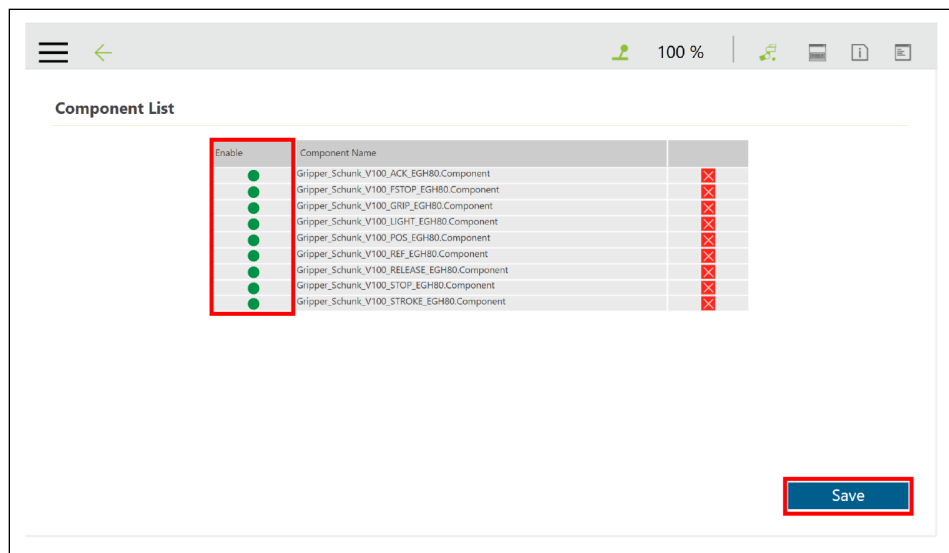 100 %
Component List
Enable Component Name
Gripper_Schunk_V100_ACK_EGH80.Component
Gripper_Schunk_V100_FSTOP_EGH80.Component
Gripper_Schunk_V100_GRIP_EGH80.Component
Gripper_Schunk_V100_LIGHT_EGH80.Component
Gripper_Schunk_V100_POS_EGH80.Component
Gripper_Schunk_V100_REF_EGH80.Component
Gripper_Schunk_V100_RELEASE_EGH80.Component
Gripper_Schunk_V100_STOP_EGH80.Component
Gripper_Schunk_V100_STROKE_EGH80.Component
Save